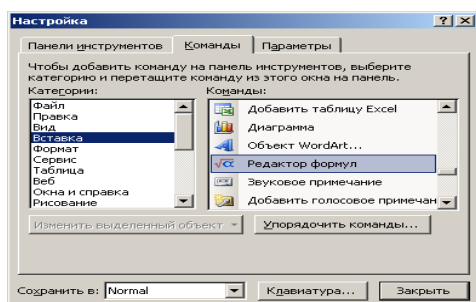 Настройка
Панели инструментов Команды Параметры
Чтобы добавить команду на панель инструментов, выберите
категорию и перетащите команду из этого окна на панель.
Категории: Команды:
Файл
Правка
Вид
Вставка
Формат
Сервис
Таблица
Веб
Окна и справка
Рисование
Добавить таблицу Excel
Диаграмма
Объект WordArt...
Редактор формул
Звуковое примечание
Добавить голосовое примечан
Изменить выделенный объект Упорядочить команды...
Сохранить в: Normal Клавиатура... Закрыть